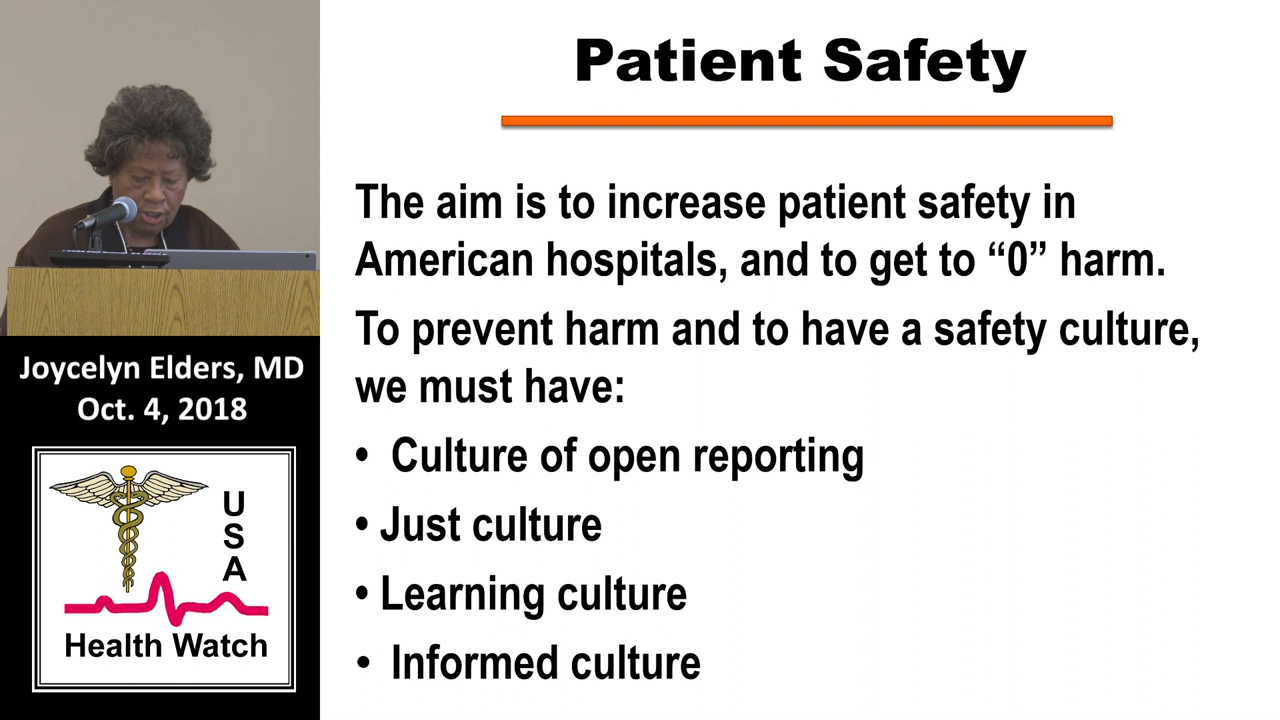 Patient Safety
The aim is to increase patient safety in
American hospitals, and to get to “0” harm.
To prevent harm and to have a safety culture,
we must have:
• Culture of open reporting
• Just culture
• Learning culture
• Informed culture
Joycelyn Elders, MD
Oct. 4, 2018
USA
Health Watch